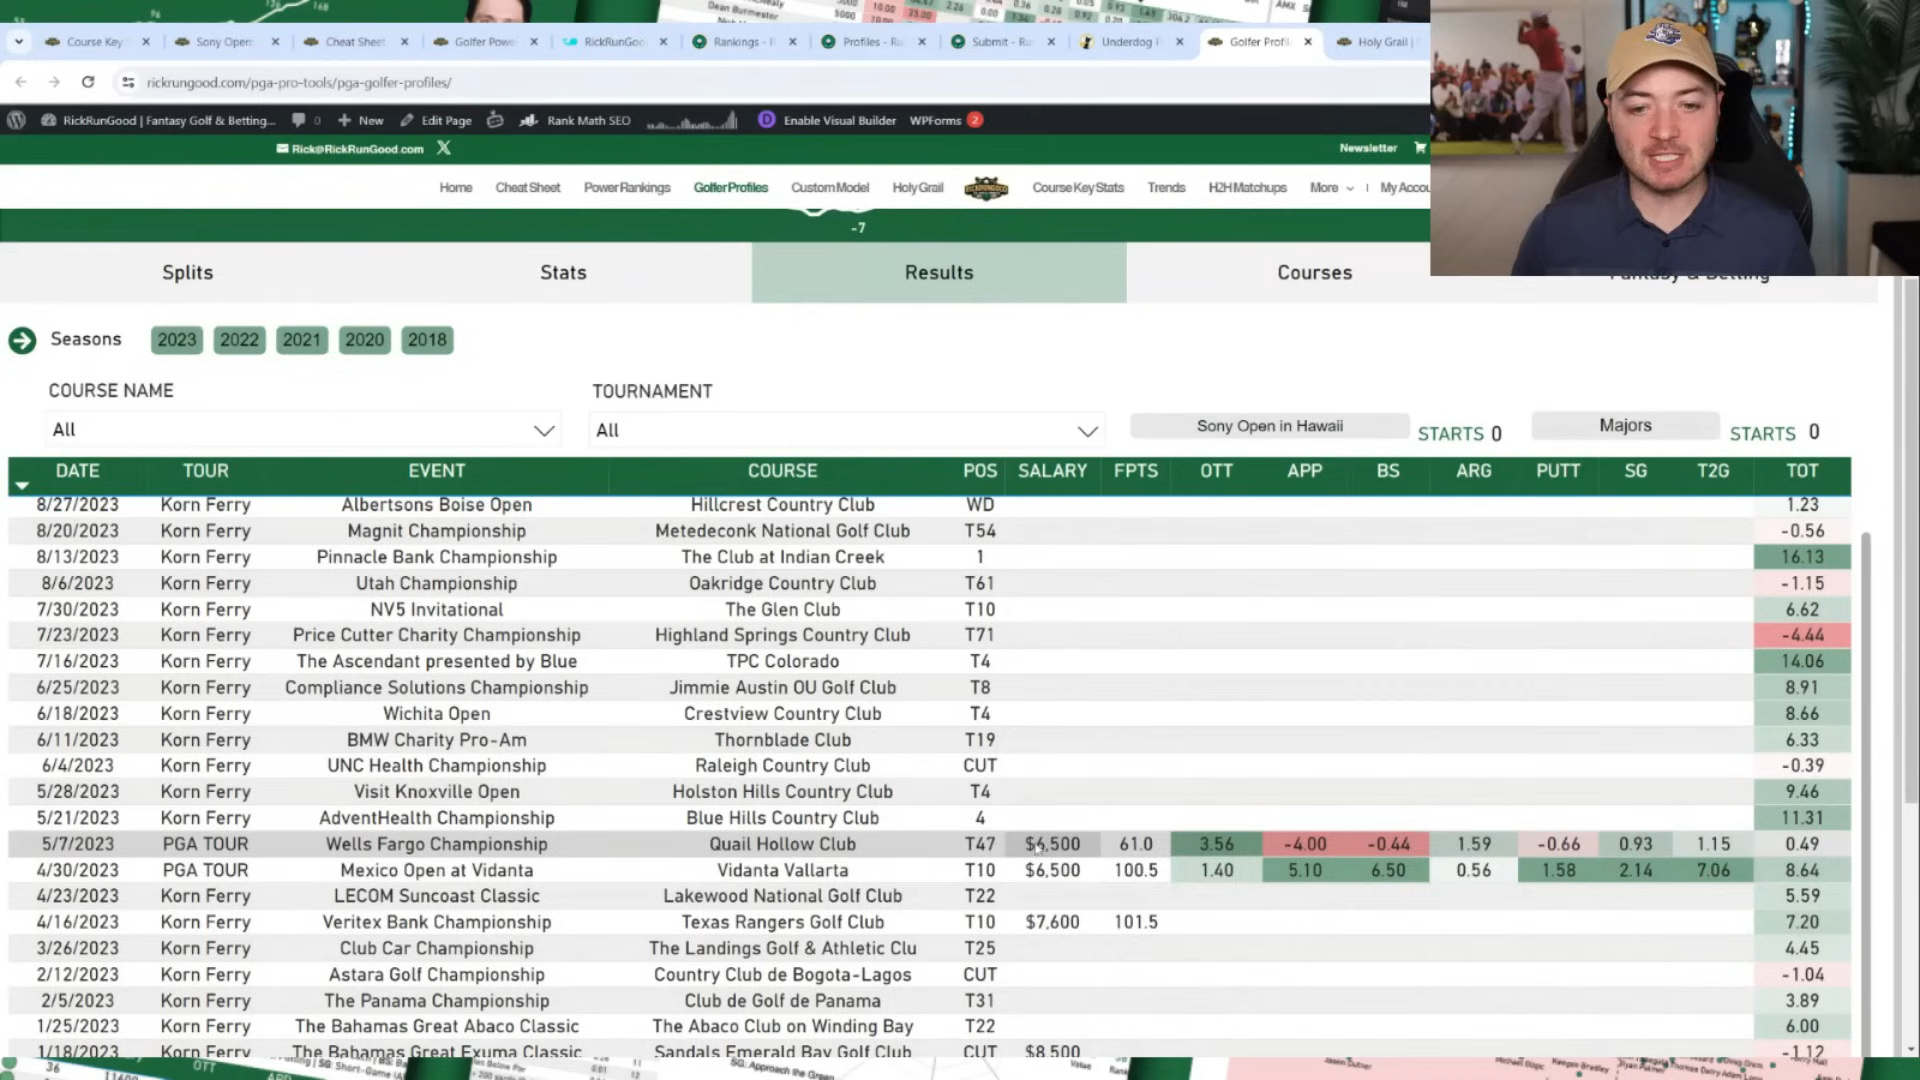 Dean Burmester
5000
Course Key
Sony Open
Cheat Sheet
Golfer Pow
RickRunGoo
Rankings - R
Profiles - Ru
Submit - Ru
Underdog
Golfer Profil
Holy Grail |
rickrungood.com/pga-pro-tools/pga-golfer-profiles/
RickRunGood | Fantasy Golf & Betting... 0 New Edit Page Rank Math SEO Enable Visual Builder WPForms 2
Rick@RickRunGood.com
Newsletter
Home Cheat Sheet Power Rankings Golfer Profiles Custom Model Holy Grail Course Key Stats Trends H2H Matchups More My Accou
-7
Splits Stats Results Courses Fantasy & Betting
Seasons 2023 2022 2021 2020 2018
COURSE NAME TOURNAMENT
All All Sony Open in Hawaii STARTS 0 Majors STARTS 0
DATE TOUR EVENT COURSE POS SALARY FPTS OTT APP BS ARG PUTT SG T2G TOT
8/27/2023 Korn Ferry Albertsons Boise Open Hillcrest Country Club WD 1.23
8/20/2023 Korn Ferry Magnit Championship Metedeconk National Golf Club T54 -0.56
8/13/2023 Korn Ferry Pinnacle Bank Championship The Club at Indian Creek 1 16.13
8/6/2023 Korn Ferry Utah Championship Oakridge Country Club T61 -1.15
7/30/2023 Korn Ferry NV5 Invitational The Glen Club T10 6.62
7/23/2023 Korn Ferry Price Cutter Charity Championship Highland Springs Country Club T71 -4.44
7/16/2023 Korn Ferry The Ascendant presented by Blue TPC Colorado T4 14.06
6/25/2023 Korn Ferry Compliance Solutions Championship Jimmie Austin OU Golf Club T8 8.91
6/18/2023 Korn Ferry Wichita Open Crestview Country Club T4 8.66
6/11/2023 Korn Ferry BMW Charity Pro-Am Thornblade Club T19 6.33
6/4/2023 Korn Ferry UNC Health Championship Raleigh Country Club CUT -0.39
5/28/2023 Korn Ferry Visit Knoxville Open Holston Hills Country Club T4 9.46
5/21/2023 Korn Ferry AdventHealth Championship Blue Hills Country Club 4 11.31
5/7/2023 PGA TOUR Wells Fargo Championship Quail Hollow Club T47 $6,500 61.0 3.56 -4.00 -0.44 1.59 -0.66 0.93 1.15 0.49
4/30/2023 PGA TOUR Mexico Open at Vidanta Vidanta Vallarta T10 $6,500 100.5 1.40 5.10 6.50 0.56 1.58 2.14 7.06 8.64
4/23/2023 Korn Ferry LECOM Suncoast Classic Lakewood National Golf Club T22 5.59
4/16/2023 Korn Ferry Veritex Bank Championship Texas Rangers Golf Club T10 $7,600 101.5 7.20
3/26/2023 Korn Ferry Club Car Championship The Landings Golf & Athletic Clu T25 4.45
2/12/2023 Korn Ferry Astara Golf Championship Country Club de Bogota-Lagos CUT -1.04
2/5/2023 Korn Ferry The Panama Championship Club de Golf de Panama T31 3.89
1/25/2023 Korn Ferry The Bahamas Great Abaco Classic The Abaco Club on Winding Bay T22 6.00
1/18/2023 Korn Ferry The Bahamas Great Exuma Classic Sandals Emerald Bay Golf Club CUT $8,500 -1.12
36 OTT SG: Approach the Green Value